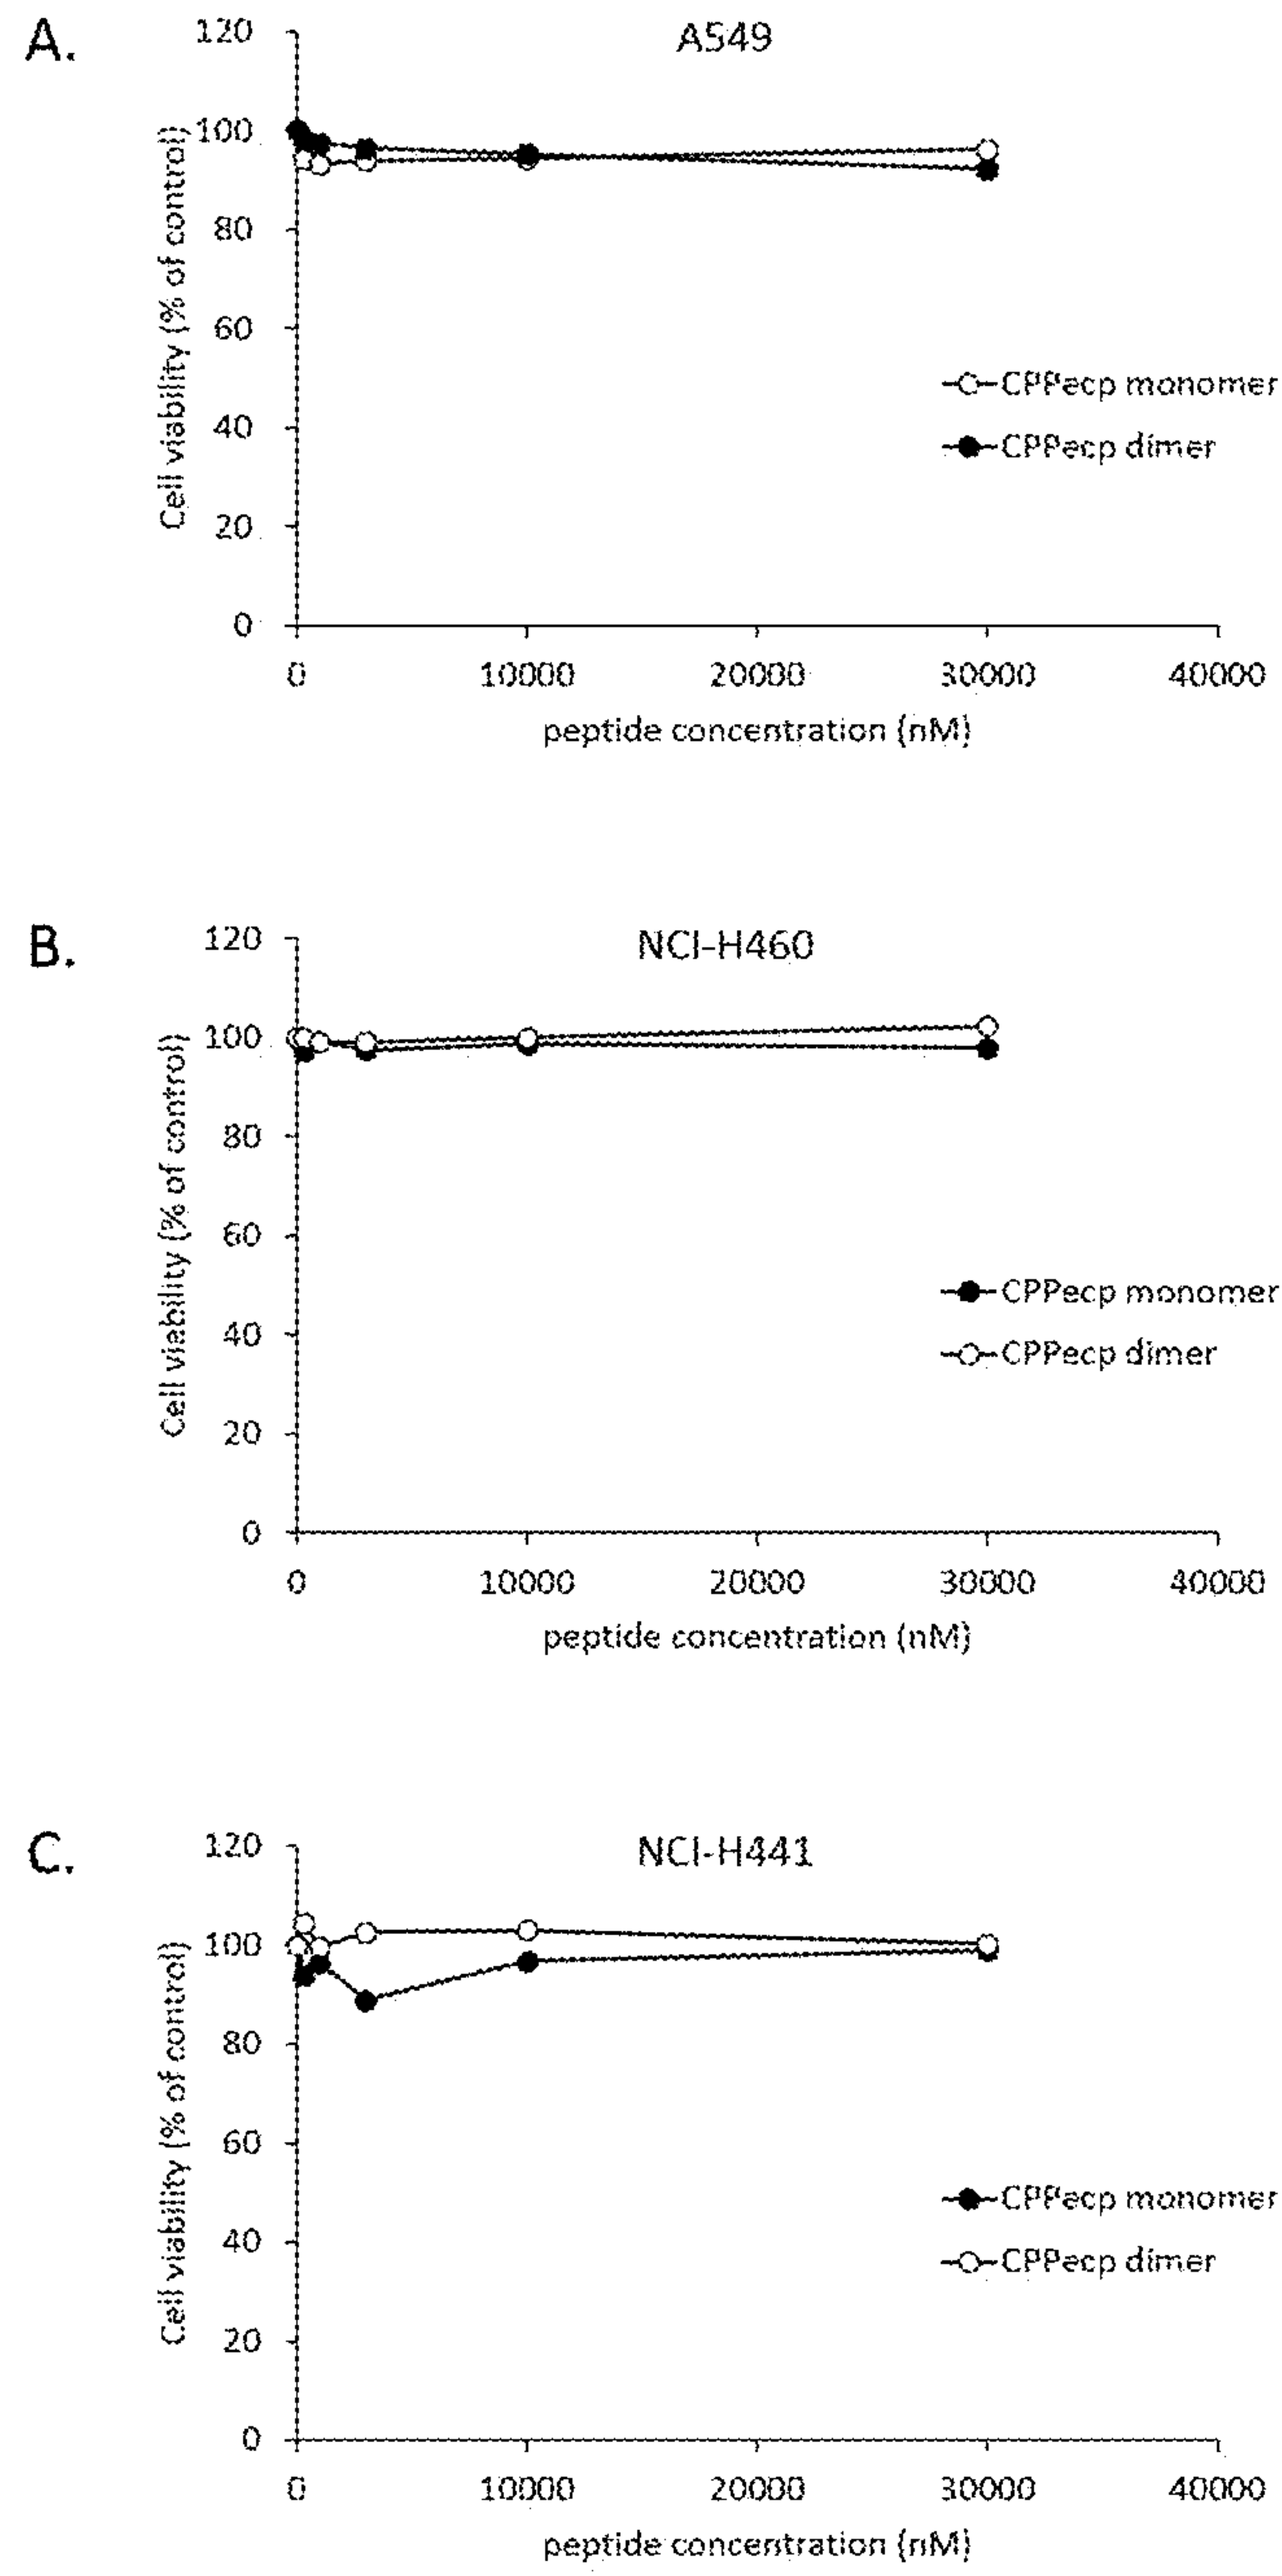 A.
A549
120
100
80
60
40
20
0
Cell viability (% of control)
CPPecp monomer
CPPecp dimer
0 10000 20000 30000 40000
peptide concentration (nM)
B.
NCI-H460
120
100
80
60
40
20
0
Cell viability (% of control)
CPPecp monomer
CPPecp dimer
0 10000 20000 30000 40000
peptide concentration (nM)
C.
NCI-H441
120
100
80
60
40
20
0
Cell viability (% of control)
CPPecp monomer
CPPecp dimer
0 10000 20000 30000 40000
peptide concentration (nM)